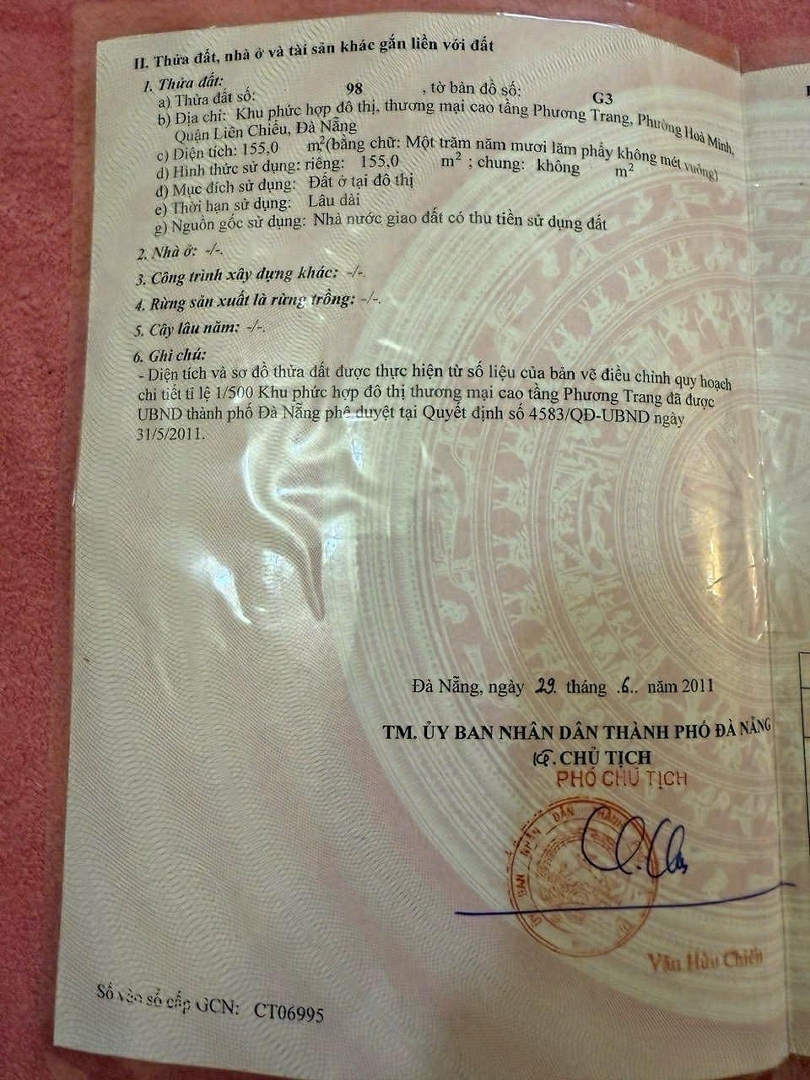 II. Thửa đất, nhà ở và tài sản khác gắn liền với đất
1. Thửa đất:
a) Thửa đất số: 98 , tờ bản đồ số: G3
b) Địa chỉ: Khu phức hợp đô thị, thương mại cao tầng Phương Trang, Phường Hoà Minh,
Quận Liên Chiểu, Đà Nẵng
c) Diện tích: 155,0 m²(bằng chữ: Một trăm năm mươi lăm phẩy không mét vuông)
d) Hình thức sử dụng: riêng: 155,0 m² ; chung: không m²
đ) Mục đích sử dụng: Đất ở tại đô thị
e) Thời hạn sử dụng: Lâu dài
g) Nguồn gốc sử dụng: Nhà nước giao đất có thu tiền sử dụng đất
2. Nhà ở: -/-.
3. Công trình xây dựng khác: -/-
4. Rừng sản xuất là rừng trồng: -/-.
5. Cây lâu năm: -/-.
6. Ghi chú:
- Diện tích và sơ đồ thửa đất được thực hiện từ số liệu của bản vẽ điều chỉnh quy hoạch
chi tiết tỉ lệ 1/500 Khu phức hợp đô thị thương mại cao tầng Phương Trang đã được
UBND thành phố Đà Nẵng phê duyệt tại Quyết định số 4583/QĐ-UBND ngày
31/5/2011.
Đà Nẵng, ngày 29. tháng .6.. năm 2011
TM. ỦY BAN NHÂN DÂN THÀNH PHỐ ĐÀ NẴNG
KT. CHỦ TỊCH
PHÓ CHỦ TỊCH
ỦY BAN NHÂN DÂN THÀNH
Văn Hữu Chiến
Số vào sổ cấp GCN: CT06995